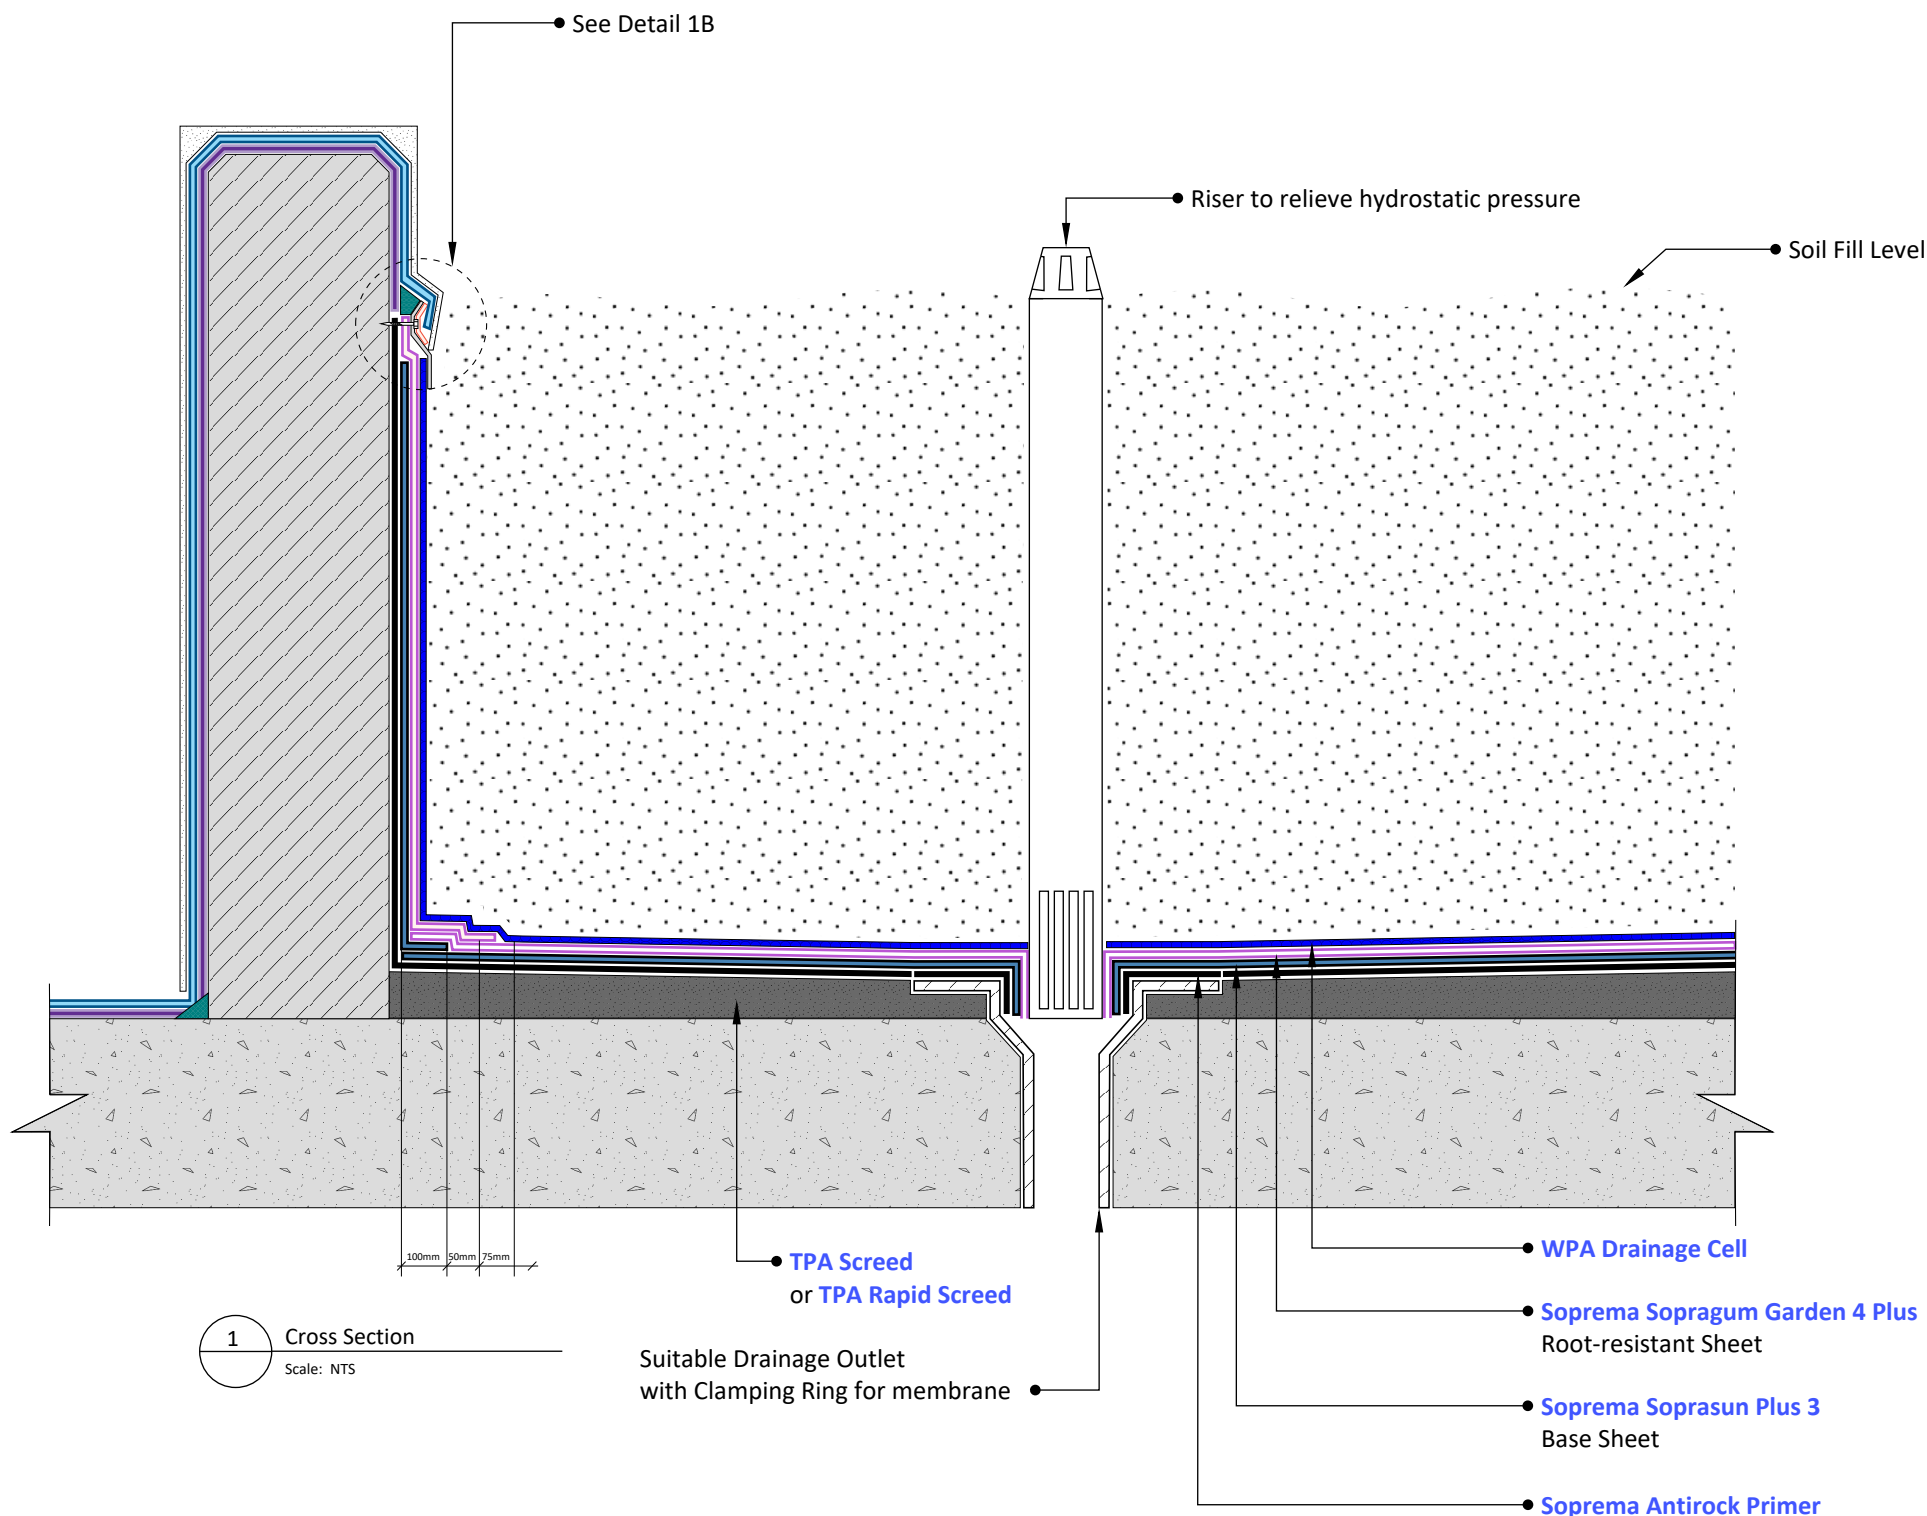 See Detail 1B
Riser to relieve hydrostatic pressure
Soil Fill Level
100mm 50mm 75mm
TPA Screed
or TPA Rapid Screed
WPA Drainage Cell
Soprema Sopragum Garden 4 Plus
Root-resistant Sheet
1 Cross Section
Scale: NTS
Suitable Drainage Outlet
with Clamping Ring for membrane
Soprema Soprasun Plus 3
Base Sheet
Soprema Antirock Primer